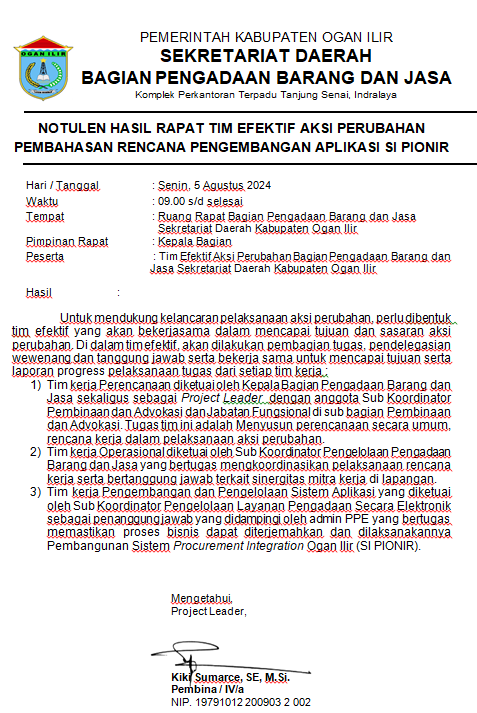 OGAN ILIR
PEMERINTAH KABUPATEN OGAN ILIR
SEKRETARIAT DAERAH
BAGIAN PENGADAAN BARANG DAN JASA
Komplek Perkantoran Terpadu Tanjung Senai, Indralaya
NOTULEN HASIL RAPAT TIM EFEKTIF AKSI PERUBAHAN
PEMBAHASAN RENCANA PENGEMBANGAN APLIKASI SI PIONIR
Hari / Tanggal : Senin, 5 Agustus 2024
Waktu : 09.00 s/d selesai
Tempat : Ruang Rapat Bagian Pengadaan Barang dan Jasa
Sekretariat Daerah Kabupaten Ogan Ilir
Pimpinan Rapat : Kepala Bagian
Peserta : Tim Efektif Aksi Perubahan Bagian Pengadaan Barang dan
Jasa Sekretariat Daerah Kabupaten Ogan Ilir
Hasil :
Untuk mendukung kelancaran pelaksanaan aksi perubahan, perlu dibentuk
tim efektif yang akan bekerjasama dalam mencapai tujuan dan sasaran aksi
perubahan. Di dalam tim efektif, akan dilakukan pembagian tugas, pendelegasian
wewenang dan tanggung jawab serta bekerja sama untuk mencapai tujuan serta
laporan progress pelaksanaan tugas dari setiap tim kerja :
1) Tim kerja Perencanaan diketuai oleh Kepala Bagian Pengadaan Barang dan
Jasa sekaligus sebagai Project Leader dengan anggota Sub Koordinator
Pembinaan dan Advokasi dan Jabatan Fungsional di sub bagian Pembinaan
dan Advokasi. Tugas tim ini adalah Menyusun perencanaan secara umum,
rencana kerja dalam pelaksanaan aksi perubahan.
2) Tim kerja Operasional diketuai oleh Sub Koordinator Pengelolaan Pengadaan
Barang dan Jasa yang bertugas mengkoordinasikan pelaksanaan rencana
kerja serta bertanggung jawab terkait sinergitas mitra kerja di lapangan.
3) Tim kerja Pengembangan dan Pengelolaan Sistem Aplikasi yang diketuai
oleh Sub Koordinator Pengelolaan Layanan Pengadaan Secara Elektronik
sebagai penanggung jawab yang didampingi oleh admin PPE yang bertugas
memastikan proses bisnis dapat diterjemahkan dan dilaksanakannya
Pembangunan Sistem Procurement Integration Ogan Ilir (SI PIONIR).
Mengetahui,
Project Leader,
Kiki Sumarce, SE, M.Si.
Pembina / IV/a
NIP. 19791012 200903 2 002